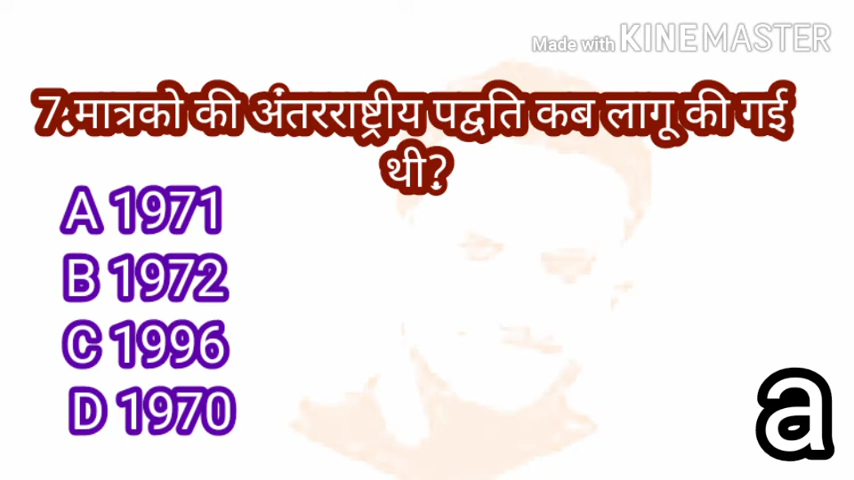 Made with KINEMASTER
7.मात्रको की अंतरराष्ट्रीय पद्वति कब लागू की गई
थी?
A 1971
B 1972
C 1996
D 1970
a